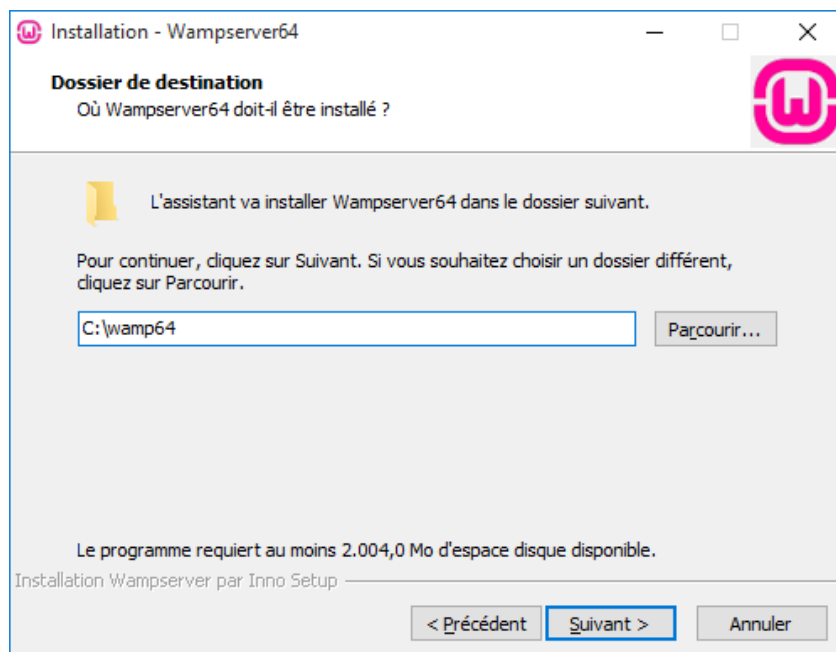 Installation - Wampserver64
Dossier de destination
Où Wampserver64 doit-il être installé ?
L'assistant va installer Wampserver64 dans le dossier suivant.
Pour continuer, cliquez sur Suivant. Si vous souhaitez choisir un dossier différent,
cliquez sur Parcourir.
C:\wamp64
Parcourir...
Le programme requiert au moins 2.004,0 Mo d'espace disque disponible.
Installation Wampserver par Inno Setup
< Précédent
Suivant >
Annuler